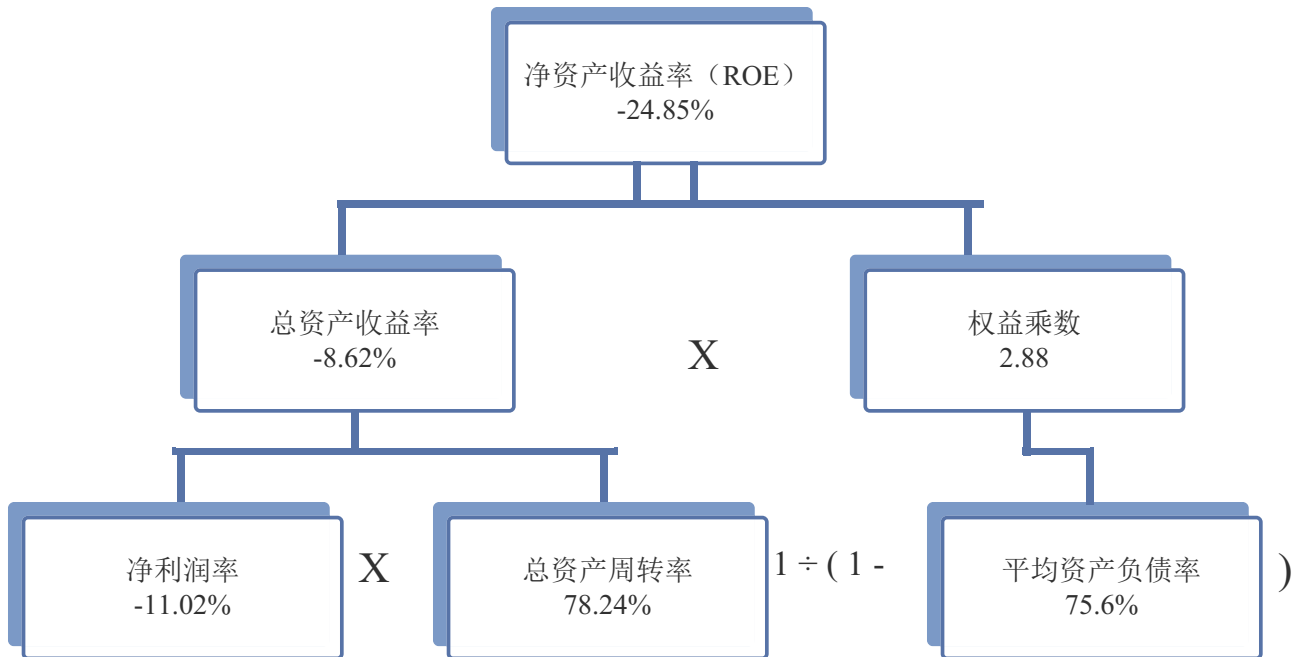 净资产收益率（ROE）
-24.85%
总资产收益率
-8.62%
X
权益乘数
2.88
净利润率
-11.02%
X
总资产周转率
78.24%
1 ÷ ( 1 -
平均资产负债率
75.6%
)